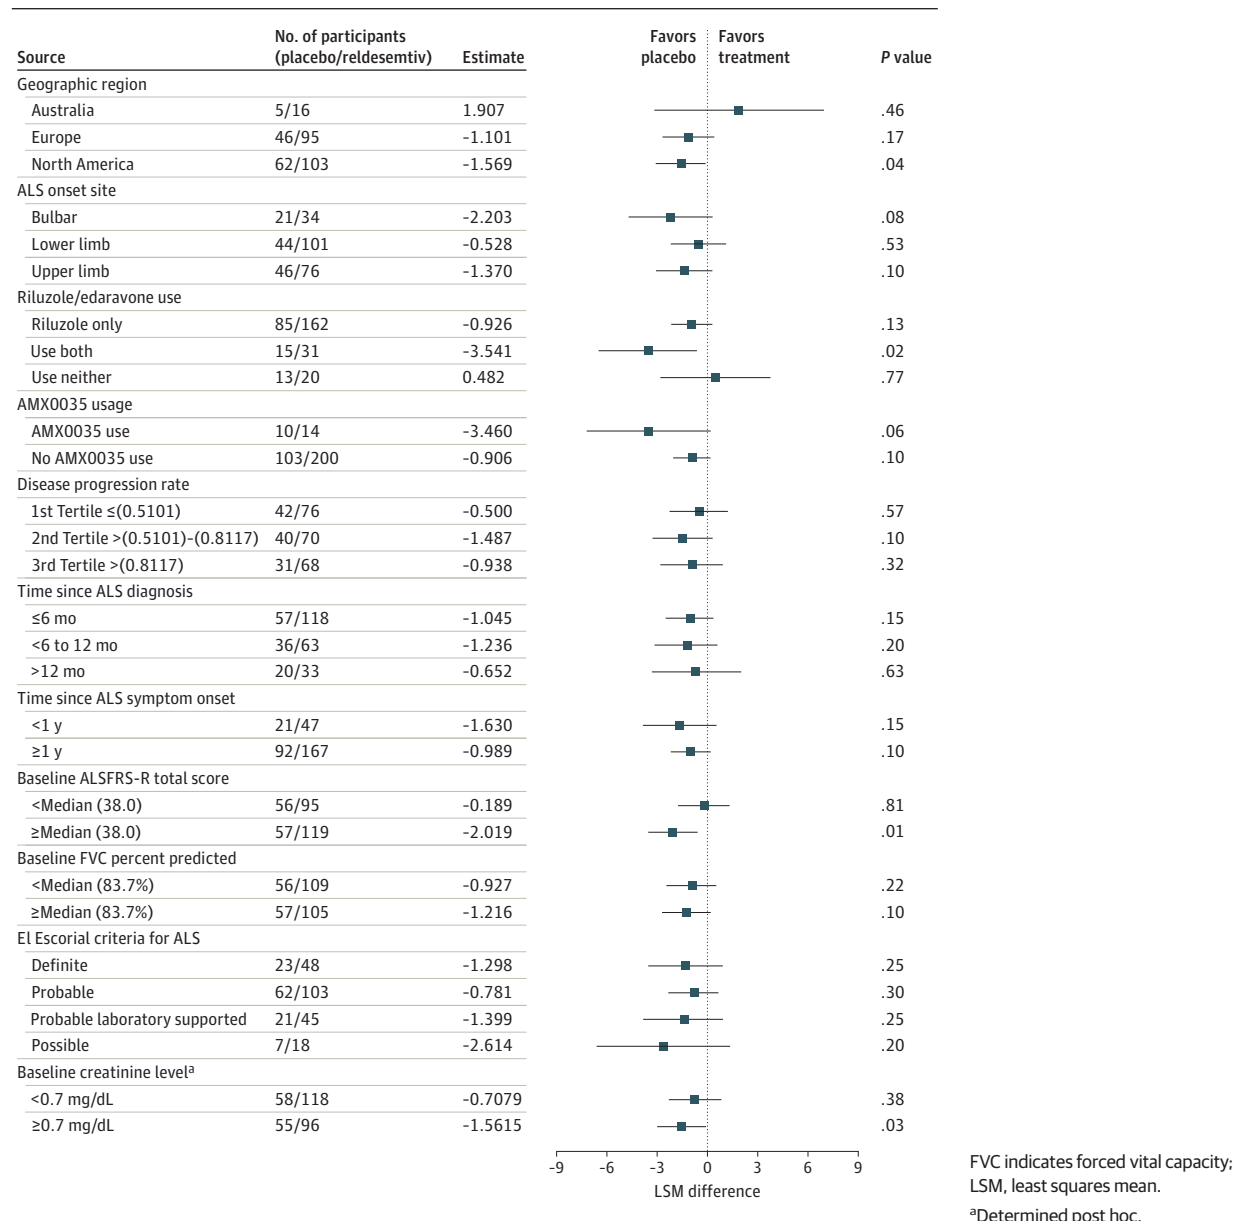 Source No. of participants (placebo/reldesemtiv) Estimate Favors placebo Favors treatment P value
Geographic region
Australia 5/16 1.907 .46
Europe 46/95 -1.101 .17
North America 62/103 -1.569 .04
ALS onset site
Bulbar 21/34 -2.203 .08
Lower limb 44/101 -0.528 .53
Upper limb 46/76 -1.370 .10
Riluzole/edaravone use
Riluzole only 85/162 -0.926 .13
Use both 15/31 -3.541 .02
Use neither 13/20 0.482 .77
AMX0035 usage
AMX0035 use 10/14 -3.460 .06
No AMX0035 use 103/200 -0.906 .10
Disease progression rate
1st Tertile ≤(0.5101) 42/76 -0.500 .57
2nd Tertile >(0.5101)-(0.8117) 40/70 -1.487 .10
3rd Tertile >(0.8117) 31/68 -0.938 .32
Time since ALS diagnosis
≤6 mo 57/118 -1.045 .15
<6 to 12 mo 36/63 -1.236 .20
>12 mo 20/33 -0.652 .63
Time since ALS symptom onset
<1 y 21/47 -1.630 .15
≥1 y 92/167 -0.989 .10
Baseline ALSFRS-R total score
<Median (38.0) 56/95 -0.189 .81
≥Median (38.0) 57/119 -2.019 .01
Baseline FVC percent predicted
<Median (83.7%) 56/109 -0.927 .22
≥Median (83.7%) 57/105 -1.216 .10
El Escorial criteria for ALS
Definite 23/48 -1.298 .25
Probable 62/103 -0.781 .30
Probable laboratory supported 21/45 -1.399 .25
Possible 7/18 -2.614 .20
Baseline creatinine levelᵃ
<0.7 mg/dL 58/118 -0.7079 .38
≥0.7 mg/dL 55/96 -1.5615 .03
-9 -6 -3 0 3 6 9
LSM difference
FVC indicates forced vital capacity;
LSM, least squares mean.
ᵃDetermined post hoc.